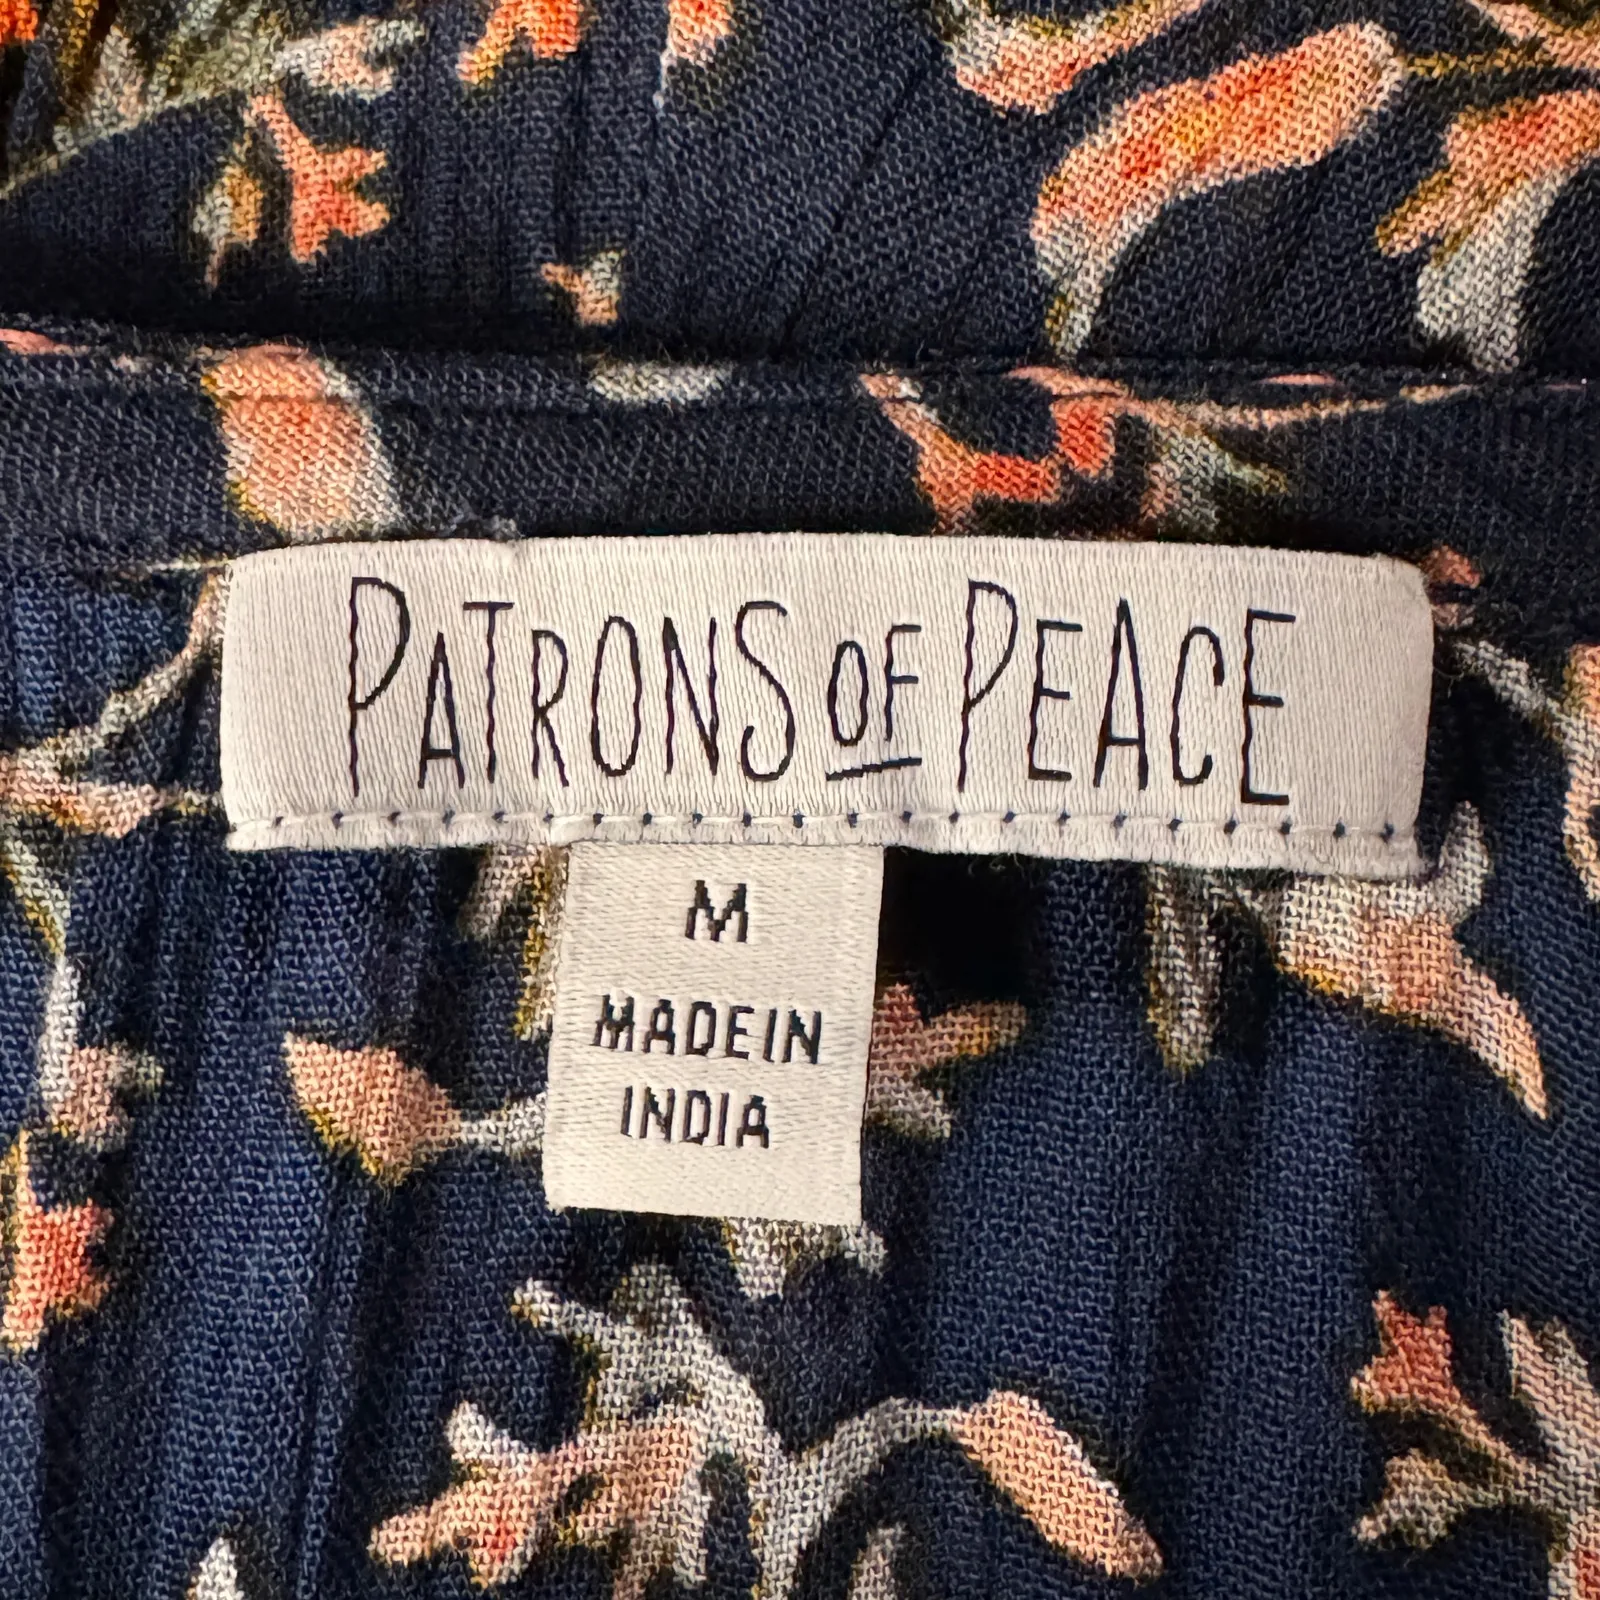 PATRONS OF PEACE
M
MADE IN
INDIA